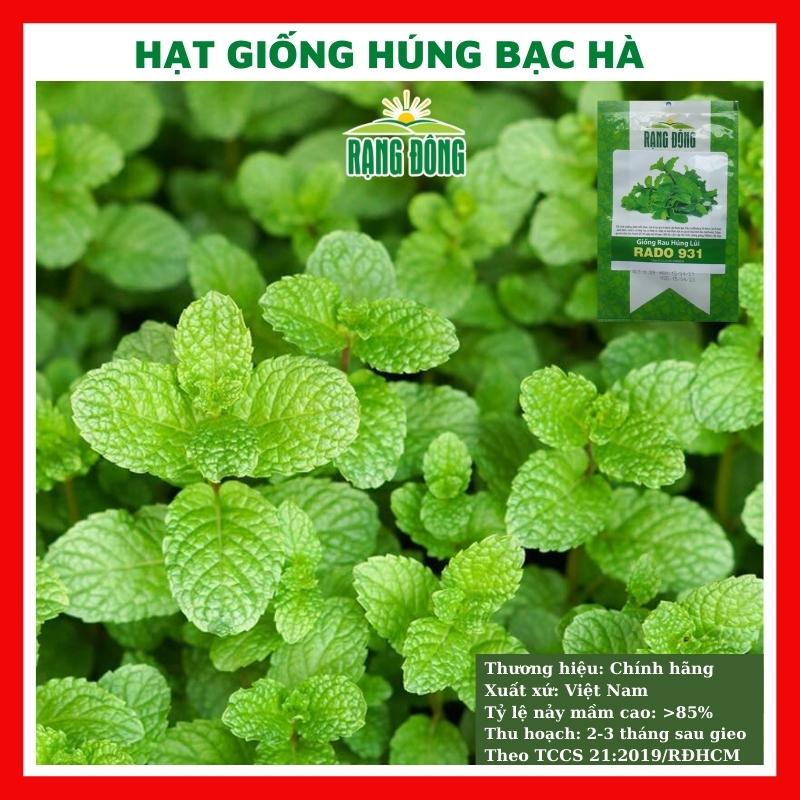 HẠT GIỐNG HÚNG BẠC HÀ
RẠNG ĐÔNG
RẠNG ĐÔNG
Giống Rau Húng Lủi
RADO 931
Thương hiệu: Chính hãng
Xuất xứ: Việt Nam
Tỷ lệ nảy mầm cao: >85%
Thu hoạch: 2-3 tháng sau gieo
Theo TCCS 21:2019/RĐHCM